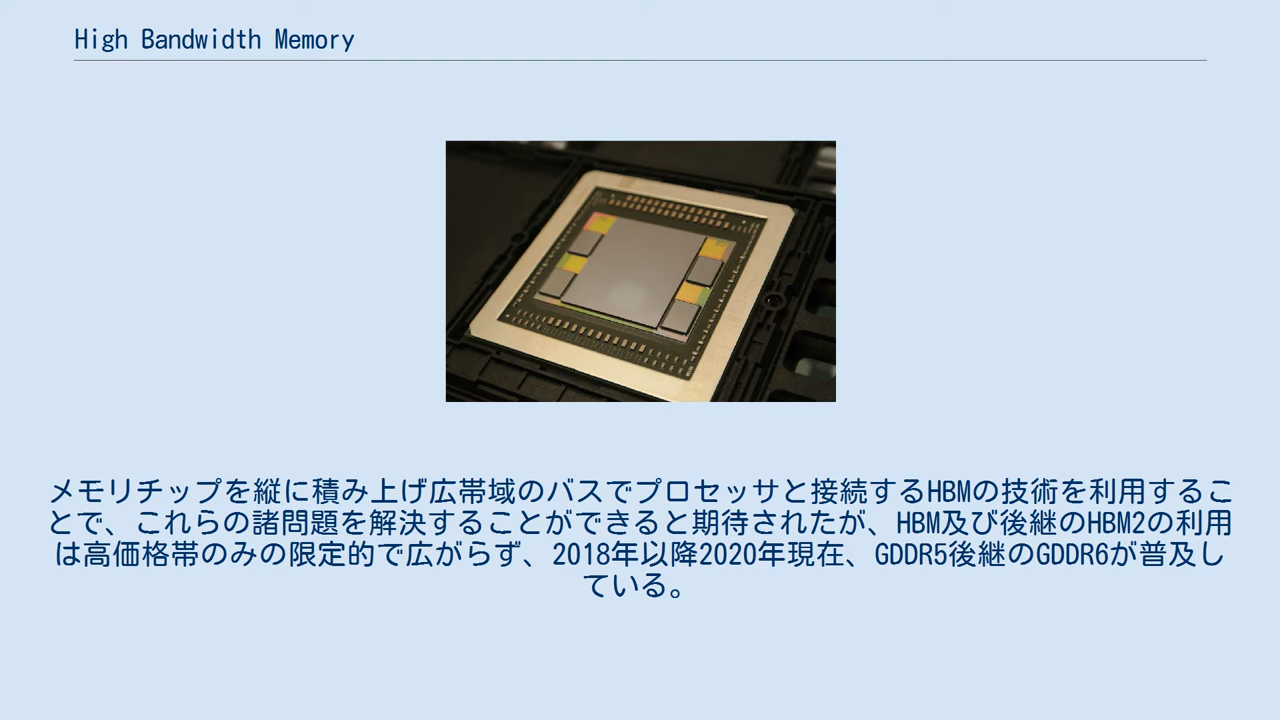 High Bandwidth Memory
メモリチップを縦に積み上げ広帯域のバスでプロセッサと接続するHBMの技術を利用するこ
とで、これらの諸問題を解決することができると期待されたが、HBM及び後継のHBM2の利用
は高価格帯のみの限定的で広がらず、2018年以降2020年現在、GDDR5後継のGDDR6が普及し
ている。